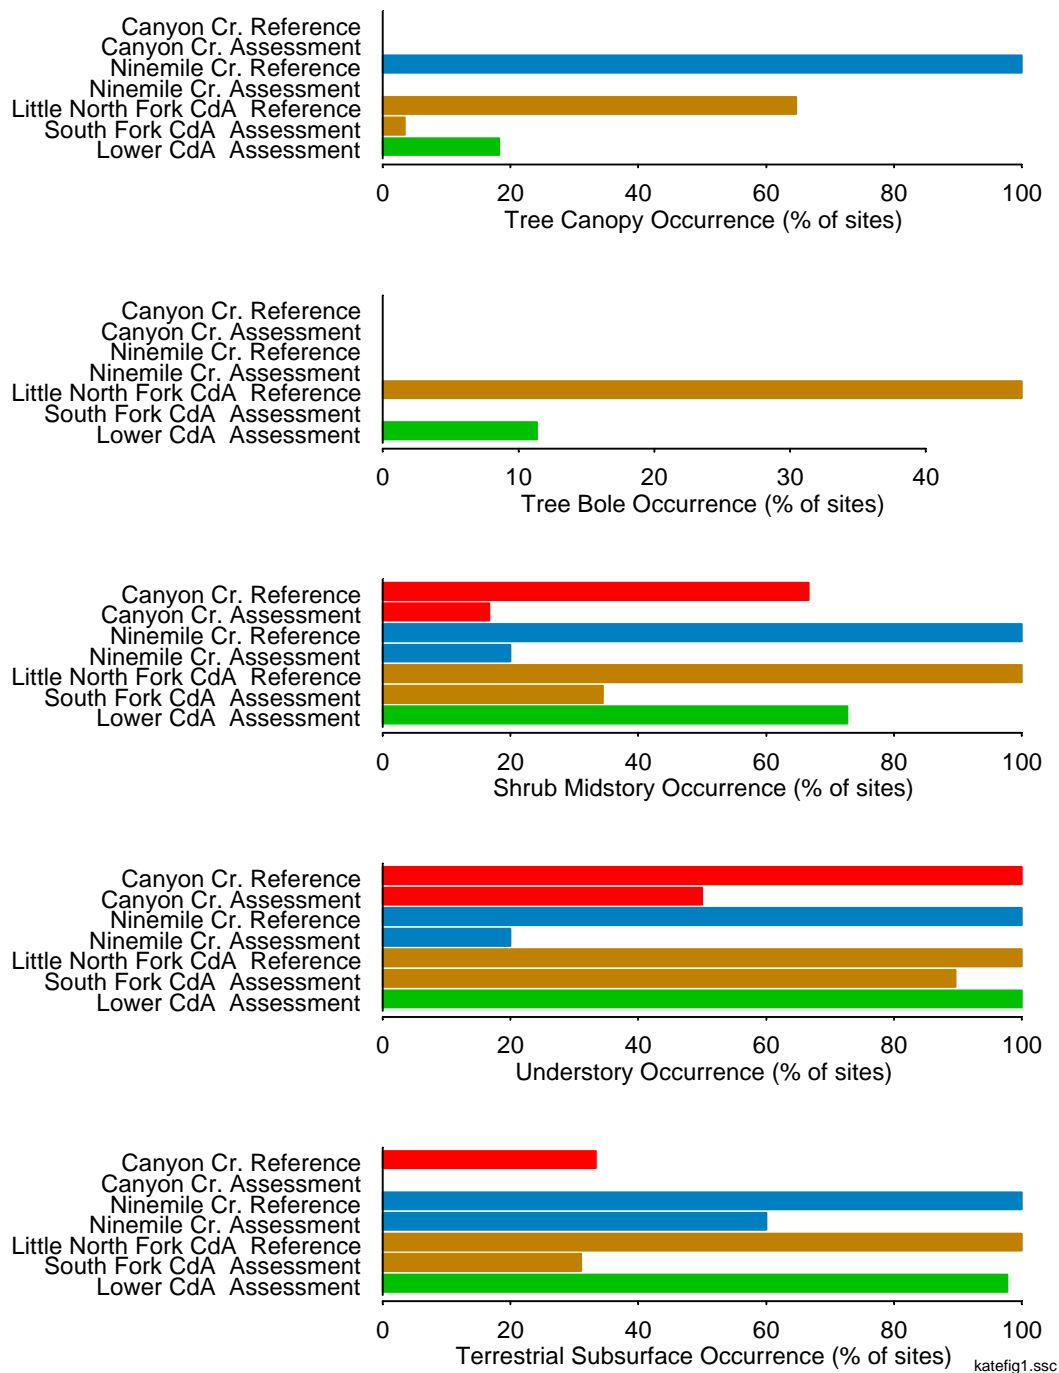 Canyon Cr. Reference
Canyon Cr. Assessment
Ninemile Cr. Reference
Ninemile Cr. Assessment
Little North Fork CdA  Reference
South Fork CdA  Assessment
Lower CdA  Assessment
0 20 40 60 80 100
Tree Canopy Occurrence (% of sites)
Canyon Cr. Reference
Canyon Cr. Assessment
Ninemile Cr. Reference
Ninemile Cr. Assessment
Little North Fork CdA  Reference
South Fork CdA  Assessment
Lower CdA  Assessment
0 10 20 30 40
Tree Bole Occurrence (% of sites)
Canyon Cr. Reference
Canyon Cr. Assessment
Ninemile Cr. Reference
Ninemile Cr. Assessment
Little North Fork CdA  Reference
South Fork CdA  Assessment
Lower CdA  Assessment
0 20 40 60 80 100
Shrub Midstory Occurrence (% of sites)
Canyon Cr. Reference
Canyon Cr. Assessment
Ninemile Cr. Reference
Ninemile Cr. Assessment
Little North Fork CdA  Reference
South Fork CdA  Assessment
Lower CdA  Assessment
0 20 40 60 80 100
Understory Occurrence (% of sites)
Canyon Cr. Reference
Canyon Cr. Assessment
Ninemile Cr. Reference
Ninemile Cr. Assessment
Little North Fork CdA  Reference
South Fork CdA  Assessment
Lower CdA  Assessment
0 20 40 60 80 100
Terrestrial Subsurface Occurrence (% of sites)
katefig1.ssc